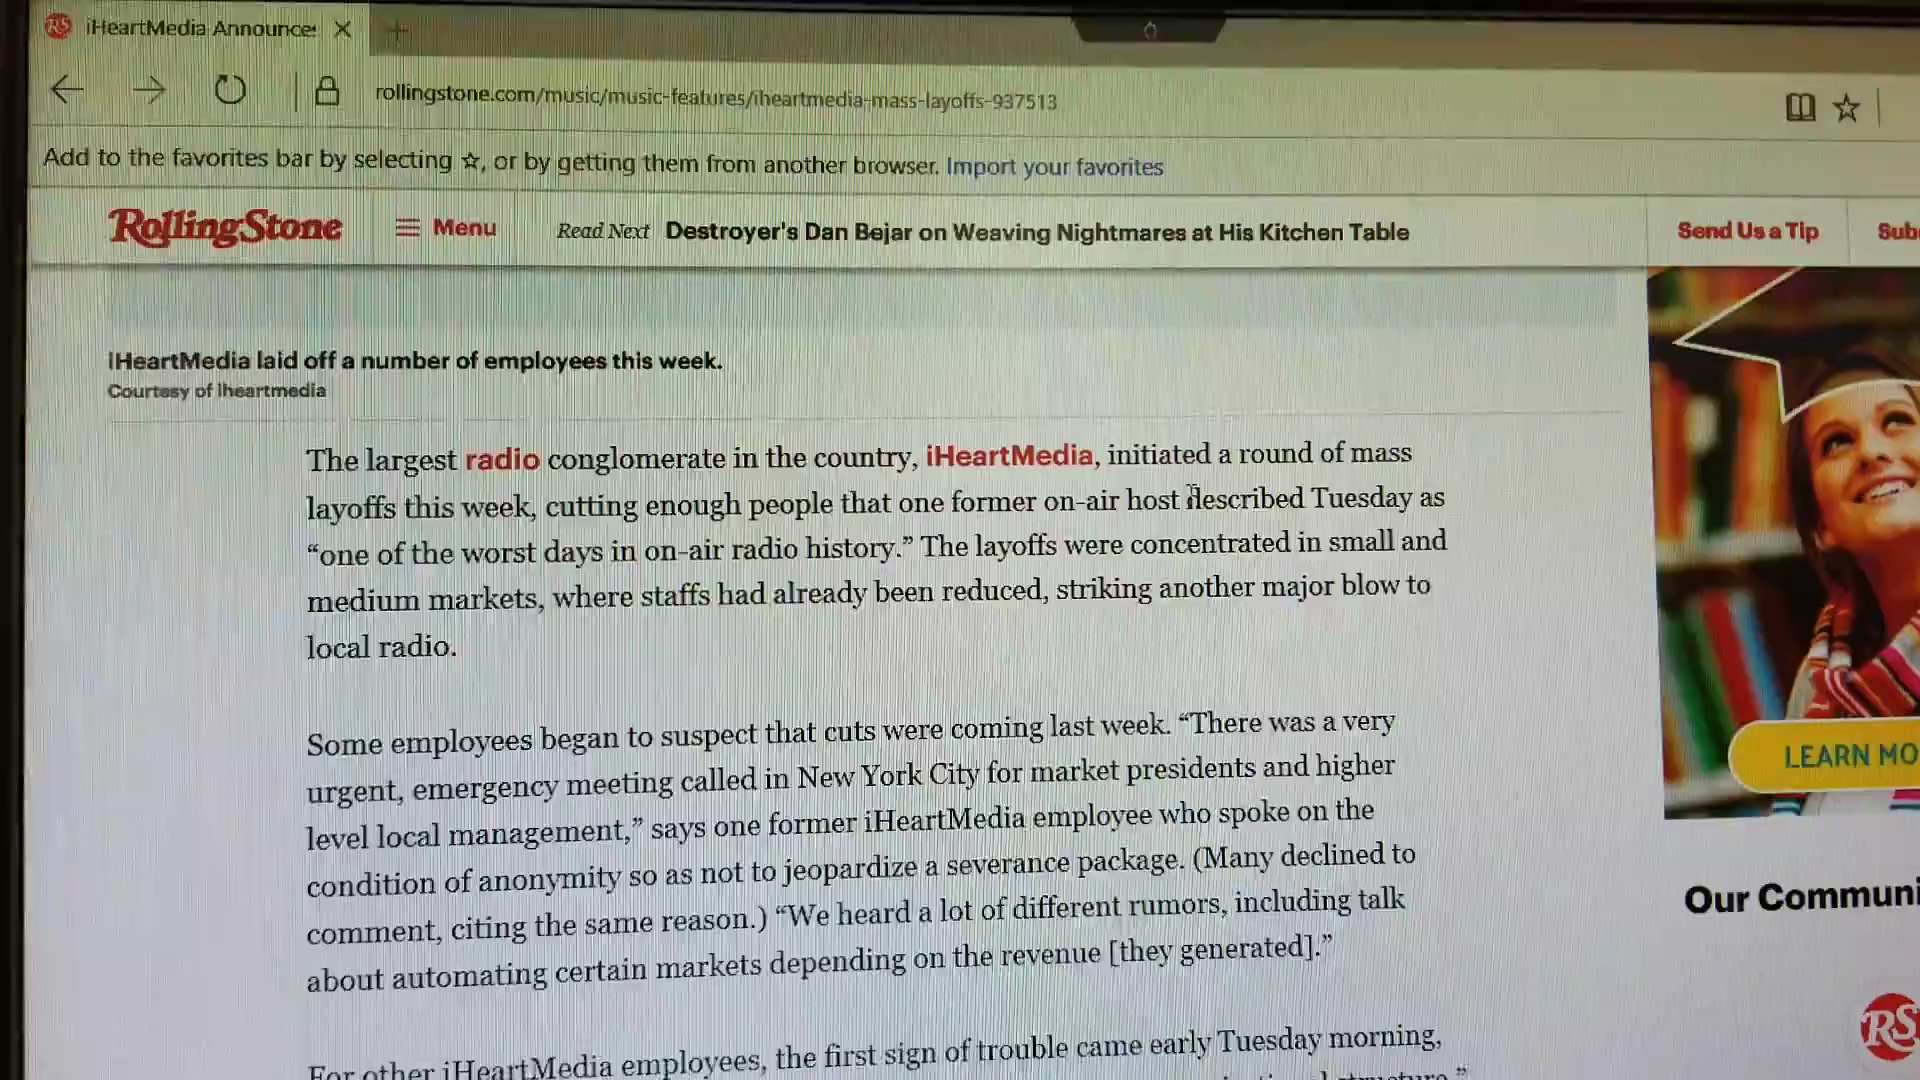 iHeartMedia Announce
rollingstone.com/music/music-features/iheartmedia-mass-layoffs-937513
Add to the favorites bar by selecting ☆, or by getting them from another browser. Import your favorites
RollingStone
Menu
Read Next Destroyer's Dan Bejar on Weaving Nightmares at His Kitchen Table
Send Us a Tip
Sub
iHeartMedia laid off a number of employees this week.
Courtesy of iheartmedia
The largest radio conglomerate in the country, iHeartMedia, initiated a round of mass
layoffs this week, cutting enough people that one former on-air host described Tuesday as
“one of the worst days in on-air radio history.” The layoffs were concentrated in small and
medium markets, where staffs had already been reduced, striking another major blow to
local radio.
Some employees began to suspect that cuts were coming last week. “There was a very
urgent, emergency meeting called in New York City for market presidents and higher
level local management,” says one former iHeartMedia employee who spoke on the
condition of anonymity so as not to jeopardize a severance package. (Many declined to
comment, citing the same reason.) “We heard a lot of different rumors, including talk
about automating certain markets depending on the revenue [they generated].”
For other iHeartMedia employees, the first sign of trouble came early Tuesday morning,
LEARN MO
Our Communi
RS